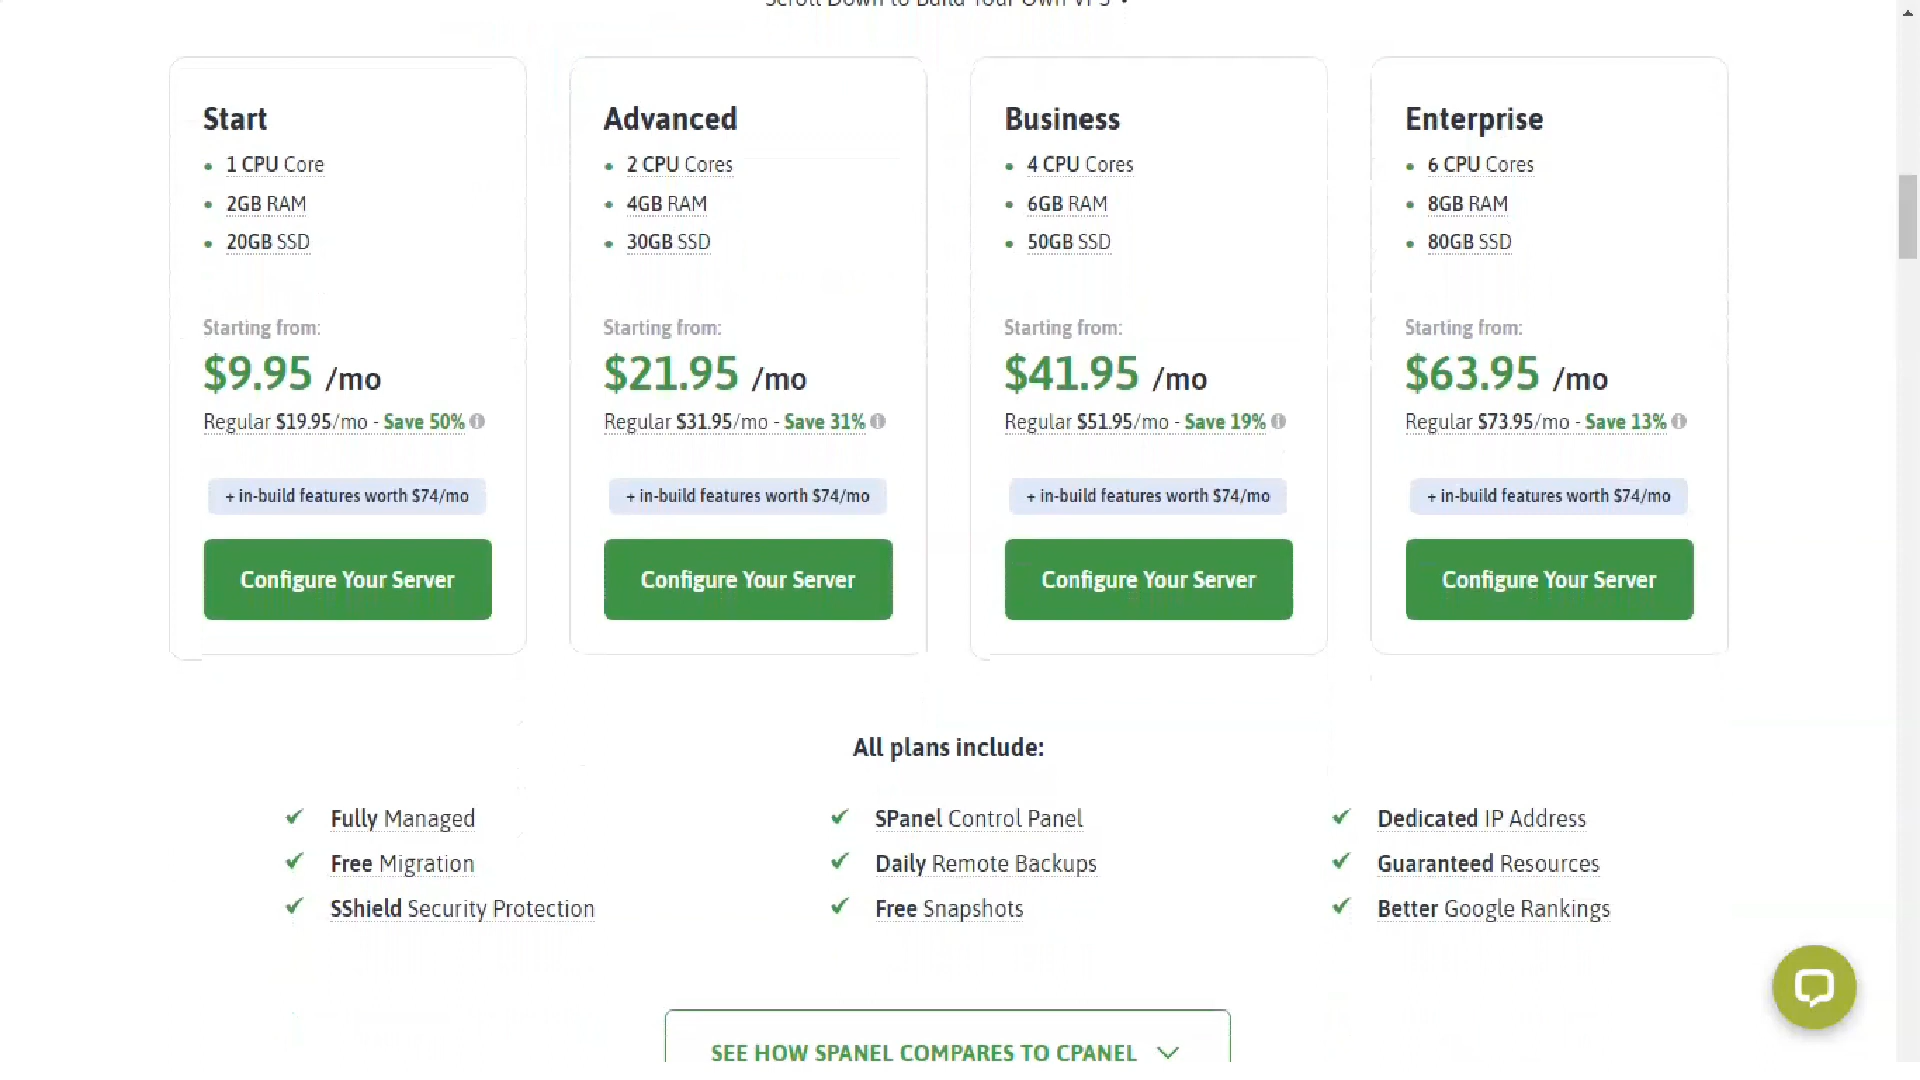 Scroll Down to Build Your Own VPS
Start
1 CPU Core
2GB RAM
20GB SSD
Starting from:
$9.95 /mo
Regular $19.95/mo - Save 50%
+ in-build features worth $74/mo
Configure Your Server
Advanced
2 CPU Cores
4GB RAM
30GB SSD
Starting from:
$21.95 /mo
Regular $31.95/mo - Save 31%
+ in-build features worth $74/mo
Configure Your Server
Business
4 CPU Cores
6GB RAM
50GB SSD
Starting from:
$41.95 /mo
Regular $51.95/mo - Save 19%
+ in-build features worth $74/mo
Configure Your Server
Enterprise
6 CPU Cores
8GB RAM
80GB SSD
Starting from:
$63.95 /mo
Regular $73.95/mo - Save 13%
+ in-build features worth $74/mo
Configure Your Server
All plans include:
Fully Managed
Free Migration
SShield Security Protection
SPanel Control Panel
Daily Remote Backups
Free Snapshots
Dedicated IP Address
Guaranteed Resources
Better Google Rankings
SEE HOW SPANEL COMPARES TO CPANEL